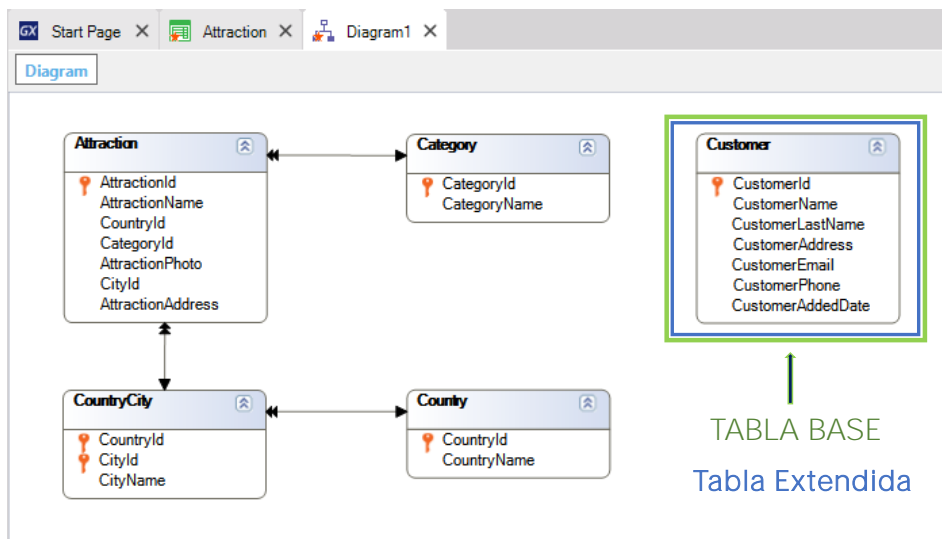 GX Start Page
Attraction
Diagram1
Diagram
Attraction
AttractionId
AttractionName
CountryId
CategoryId
AttractionPhoto
CityId
AttractionAddress
Category
CategoryId
CategoryName
Customer
CustomerId
CustomerName
CustomerLastName
CustomerAddress
CustomerEmail
CustomerPhone
CustomerAddedDate
CountryCity
CountryId
CityId
CityName
Country
CountryId
CountryName
TABLA BASE
Tabla Extendida